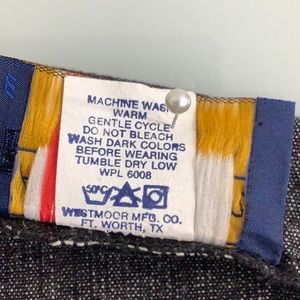 MACHINE WASH
WARM
GENTLE CYCLE
DO NOT BLEACH
WASH DARK COLORS
BEFORE WEARING
TUMBLE DRY LOW
WPL 6008
50°C
WESTMOOR MFG. CO.
FT. WORTH, TX